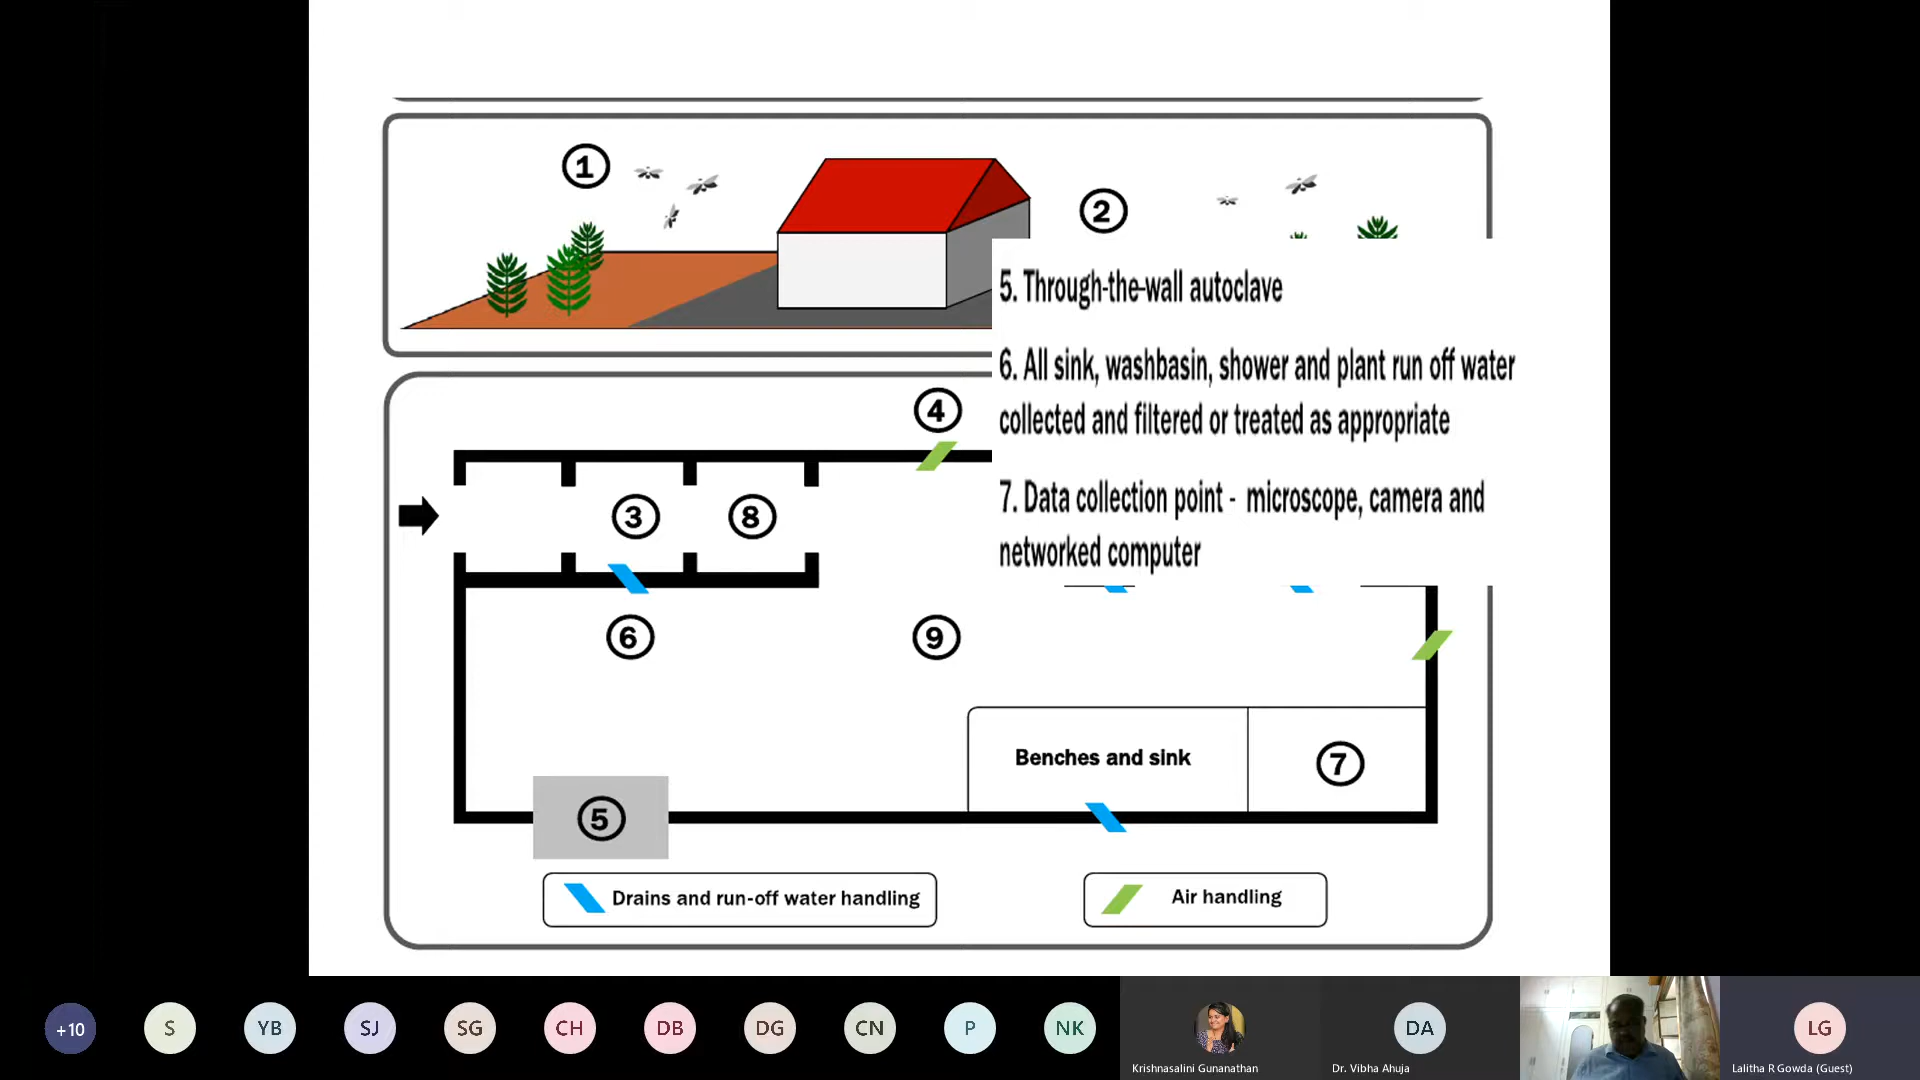 1
2
5. Through-the-wall autoclave
6. All sink, washbasin, shower and plant run off water
collected and filtered or treated as appropriate
7. Data collection point - microscope, camera and
networked computer
4
3
8
6
9
Benches and sink
7
5
Drains and run-off water handling
Air handling
+10
S
YB
SJ
SG
CH
DB
DG
CN
P
NK
Krishnasalini Gunanathan
DA
Dr. Vibha Ahuja
LG
Lalitha R Gowda (Guest)